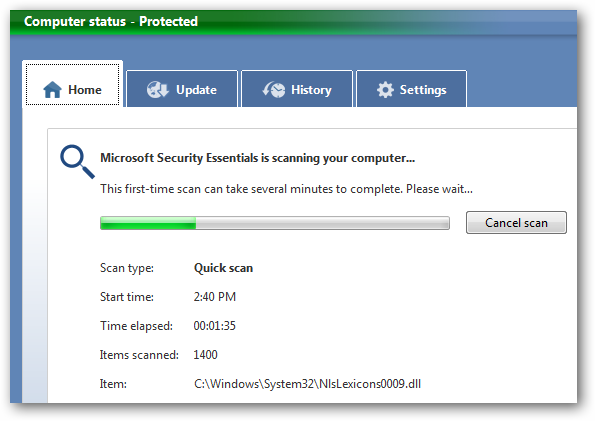 Computer status - Protected
Home Update History Settings
Microsoft Security Essentials is scanning your computer...
This first-time scan can take several minutes to complete. Please wait...
Cancel scan
Scan type: Quick scan
Start time: 2:40 PM
Time elapsed: 00:01:35
Items scanned: 1400
Item: C:\Windows\System32\NlsLexicons0009.dll